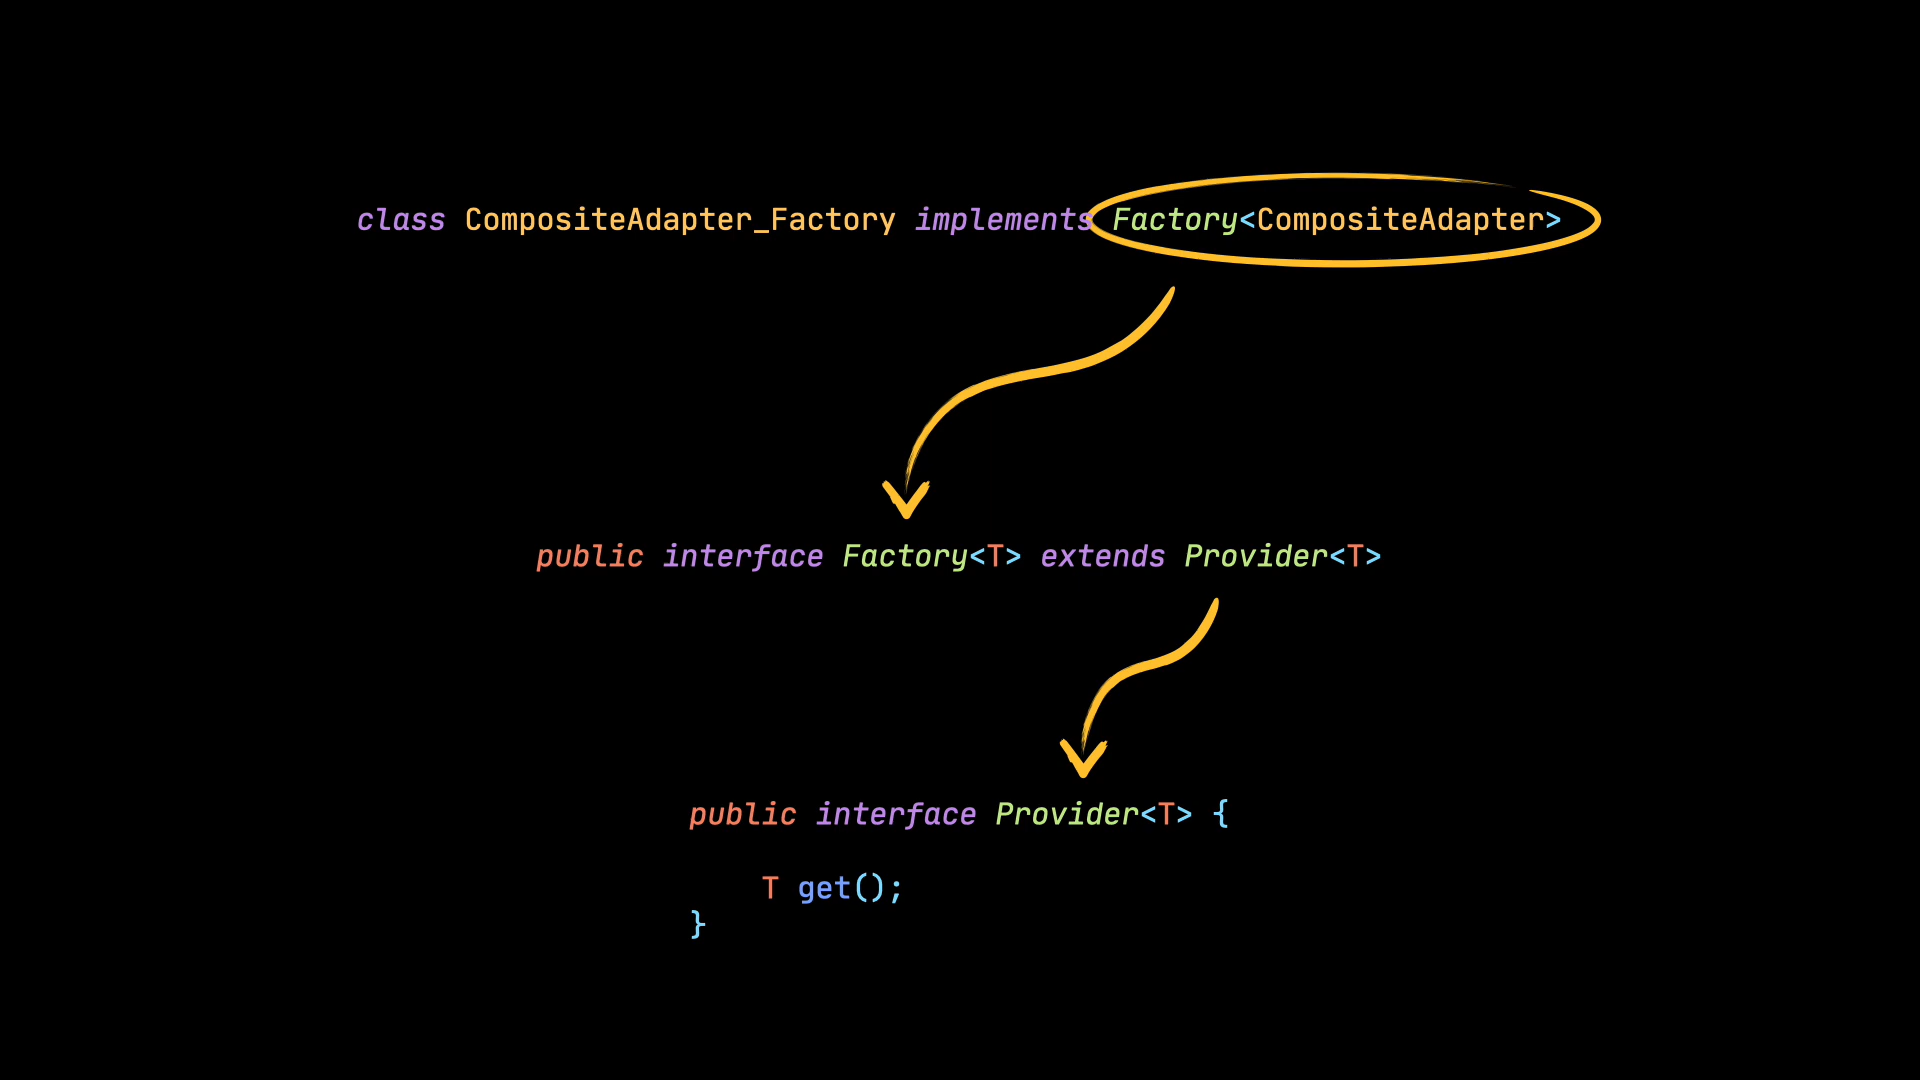 class CompositeAdapter_Factory implements Factory<CompositeAdapter>
public interface Factory<T> extends Provider<T>
public interface Provider<T> {
T get();
}